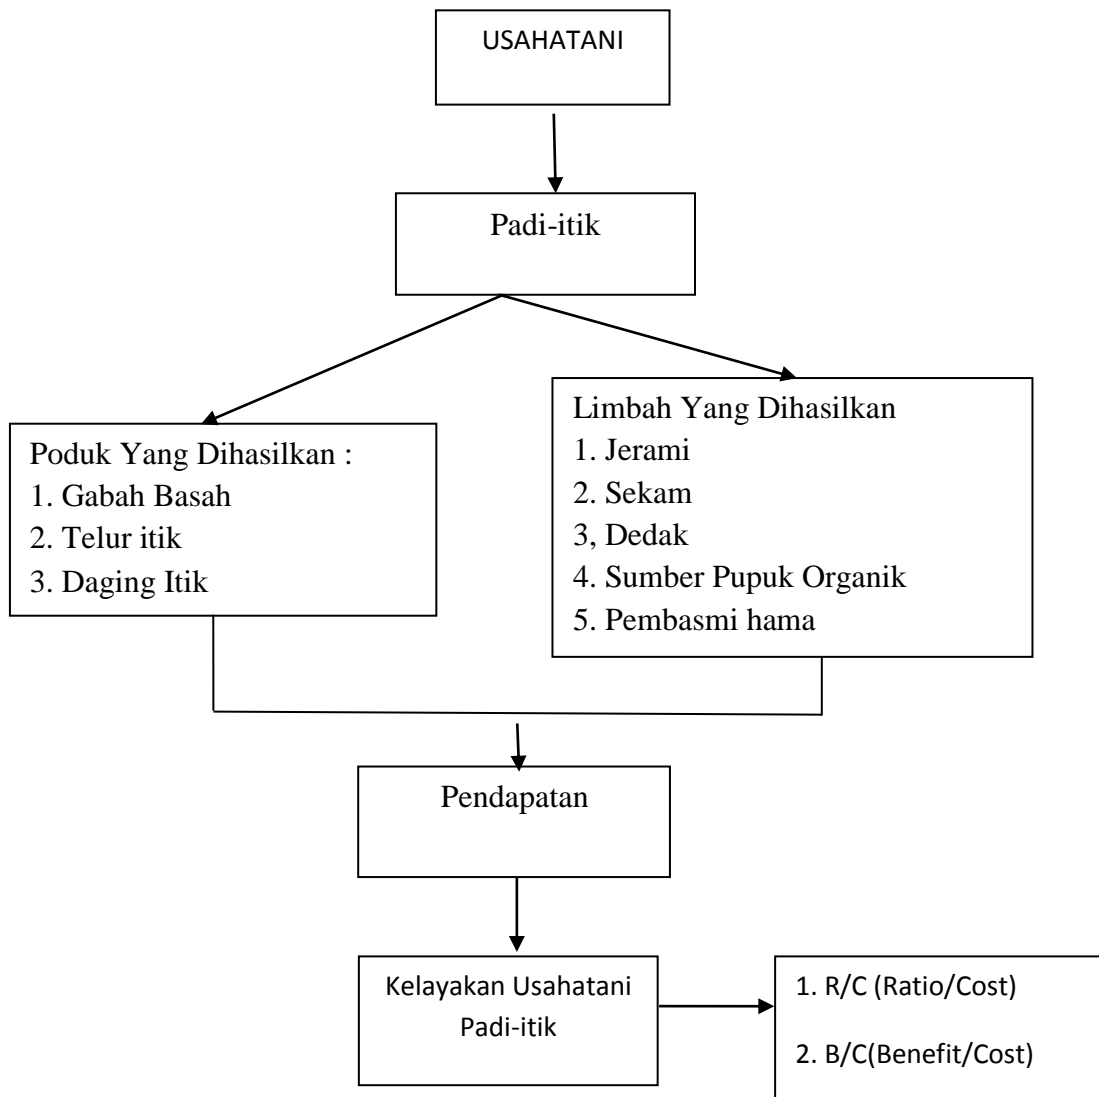 USAHATANI
Padi-itik
Poduk Yang Dihasilkan :
1. Gabah Basah
2. Telur itik
3. Daging Itik
Limbah Yang Dihasilkan
1. Jerami
2. Sekam
3, Dedak
4. Sumber Pupuk Organik
5. Pembasmi hama
Pendapatan
Kelayakan Usahatani
Padi-itik
1. R/C (Ratio/Cost)
2. B/C(Benefit/Cost)